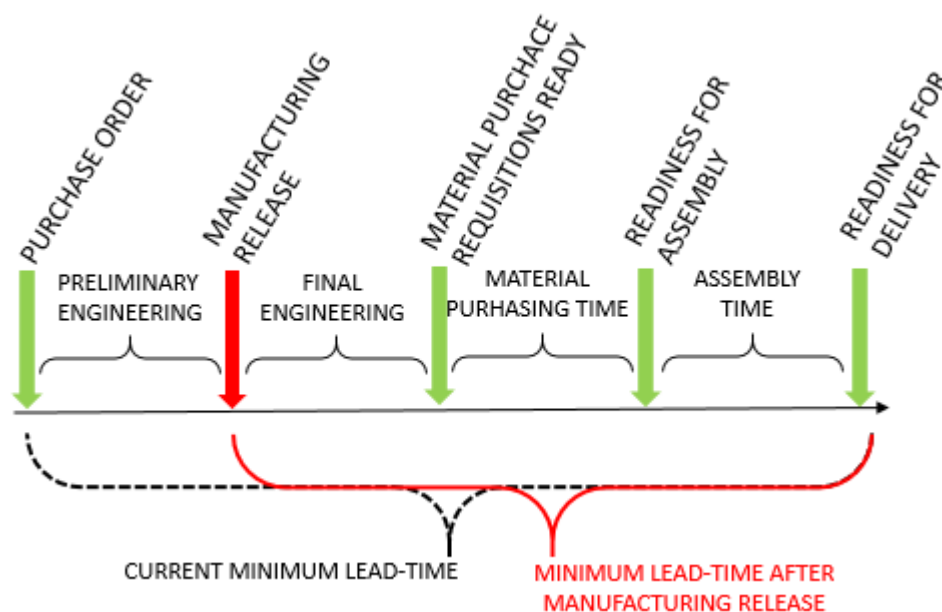 PURCHASE ORDER
MANUFACTURING
RELEASE
MATERIAL PURCHACE
REQUISITIONS READY
READINESS FOR
ASSEMBLY
READINESS FOR
DELIVERY
PRELIMINARY
ENGINEERING
FINAL
ENGINEERING
MATERIAL
PURHASING TIME
ASSEMBLY
TIME
CURRENT MINIMUM LEAD-TIME
MINIMUM LEAD-TIME AFTER
MANUFACTURING RELEASE